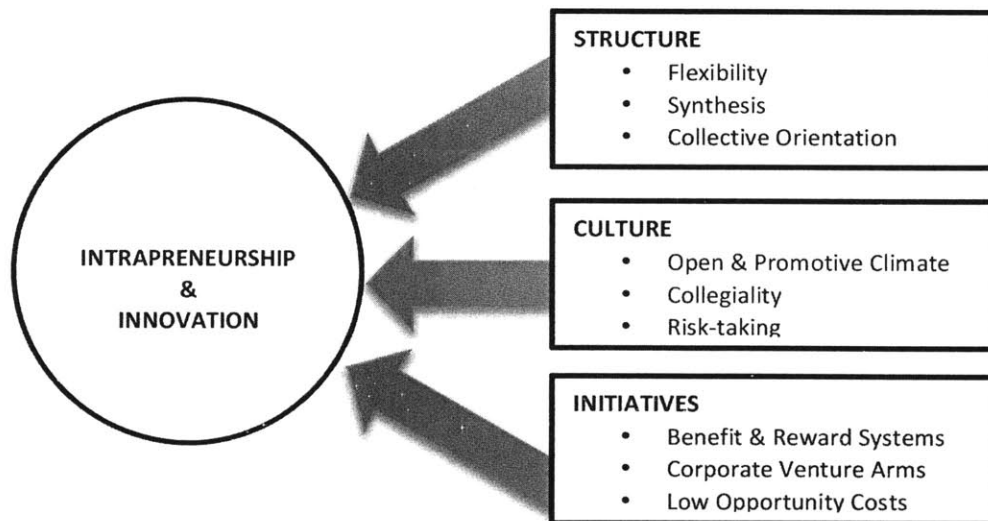 STRUCTURE
• Flexibility
• Synthesis
• Collective Orientation
INTRAPRENEURSHIP
&
INNOVATION
CULTURE
• Open & Promotive Climate
• Collegiality
• Risk-taking
INITIATIVES
• Benefit & Reward Systems
• Corporate Venture Arms
• Low Opportunity Costs